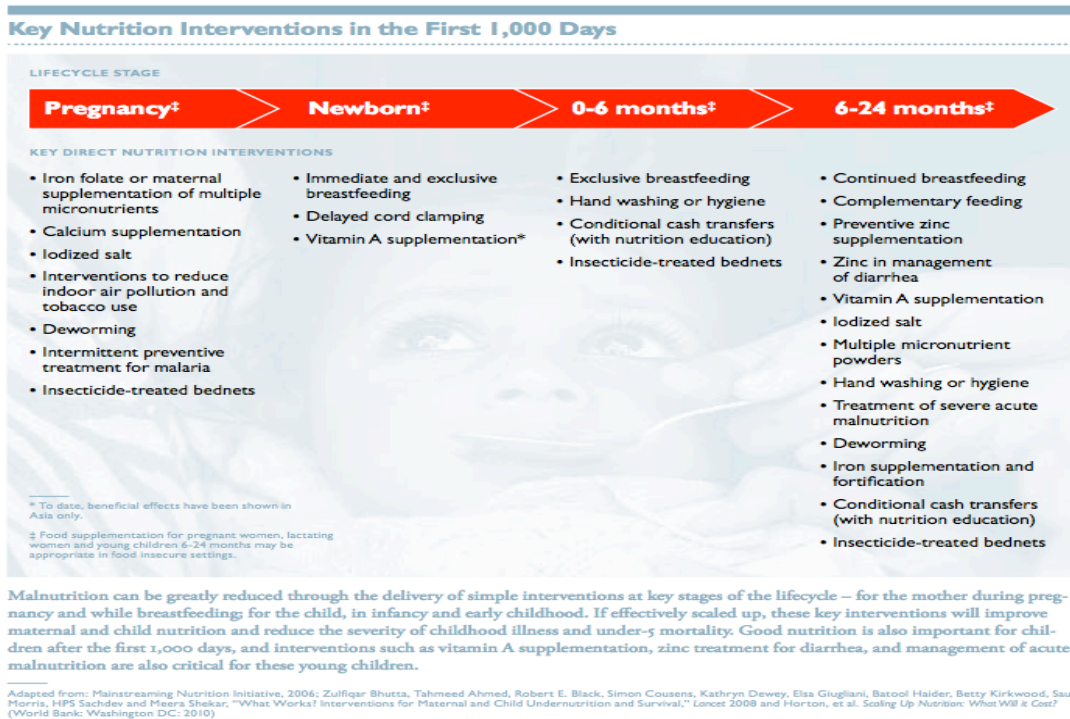 Key Nutrition Interventions in the First 1,000 Days
LIFECYCLE STAGE
Pregnancy‡
Newborn‡
0-6 months‡
6-24 months‡
KEY DIRECT NUTRITION INTERVENTIONS
• Iron folate or maternal
supplementation of multiple
micronutrients
• Calcium supplementation
• Iodized salt
• Interventions to reduce
indoor air pollution and
tobacco use
• Deworming
• Intermittent preventive
treatment for malaria
• Insecticide-treated bednets
• Immediate and exclusive
breastfeeding
• Delayed cord clamping
• Vitamin A supplementation*
• Exclusive breastfeeding
• Hand washing or hygiene
• Conditional cash transfers
(with nutrition education)
• Insecticide-treated bednets
• Continued breastfeeding
• Complementary feeding
• Preventive zinc
supplementation
• Zinc in management
of diarrhea
• Vitamin A supplementation
• Iodized salt
• Multiple micronutrient
powders
• Hand washing or hygiene
• Treatment of severe acute
malnutrition
• Deworming
• Iron supplementation and
fortification
• Conditional cash transfers
(with nutrition education)
• Insecticide-treated bednets
* To date, beneficial effects have been shown in
Asia only.
‡ Food supplementation for pregnant women, lactating
women and young children 6-24 months may be
appropriate in food insecure settings.
Malnutrition can be greatly reduced through the delivery of simple interventions at key stages of the lifecycle – for the mother during preg-
nancy and while breastfeeding; for the child, in infancy and early childhood. If effectively scaled up, these key interventions will improve
maternal and child nutrition and reduce the severity of childhood illness and under-5 mortality. Good nutrition is also important for chil-
dren after the first 1,000 days, and interventions such as vitamin A supplementation, zinc treatment for diarrhea, and management of acute
malnutrition are also critical for these young children.
Adapted from: Mainstreaming Nutrition Initiative, 2006; Zulfiqar Bhutta, Tahmeed Ahmed, Robert E. Black, Simon Cousens, Kathryn Dewey, Elsa Giugliani, Batool Haider, Betty Kirkwood, Sau
Morris, HPS Sachdev and Meera Shekar, "What Works? Interventions for Maternal and Child Undernutrition and Survival," Lancet 2008 and Horton, et al. Scaling Up Nutrition: What Will it Cost?
(World Bank: Washington DC: 2010)